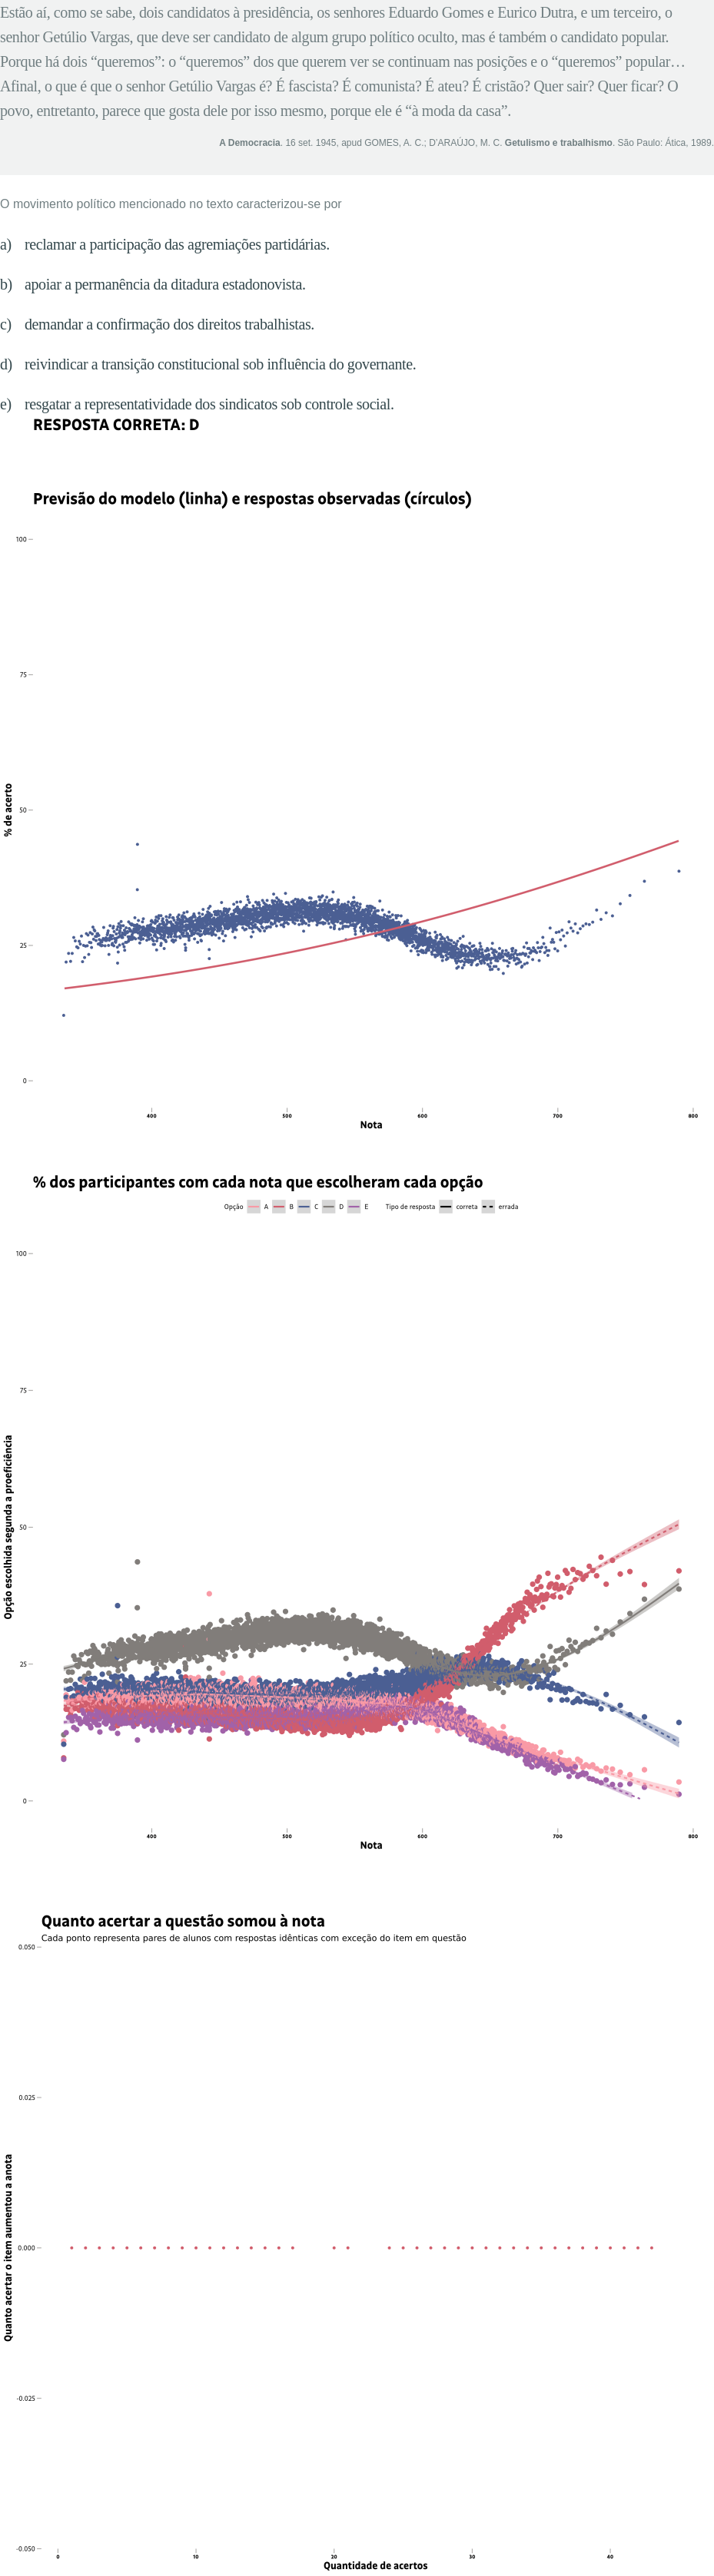 Estão aí, como se sabe, dois candidatos à presidência, os senhores Eduardo Gomes e Eurico Dutra, e um terceiro, o
senhor Getúlio Vargas, que deve ser candidato de algum grupo político oculto, mas é também o candidato popular.
Porque há dois “queremos”: o “queremos” dos que querem ver se continuam nas posições e o “queremos” popular…
Afinal, o que é que o senhor Getúlio Vargas é? É fascista? É comunista? É ateu? É cristão? Quer sair? Quer ficar? O
povo, entretanto, parece que gosta dele por isso mesmo, porque ele é “à moda da casa”.
A Democracia. 16 set. 1945, apud GOMES, A. C.; D’ARAÚJO, M. C. Getulismo e trabalhismo. São Paulo: Ática, 1989.
O movimento político mencionado no texto caracterizou-se por
a) reclamar a participação das agremiações partidárias.
b) apoiar a permanência da ditadura estadonovista.
c) demandar a confirmação dos direitos trabalhistas.
d) reivindicar a transição constitucional sob influência do governante.
e) resgatar a representatividade dos sindicatos sob controle social.
RESPOSTA CORRETA: D
Previsão do modelo (linha) e respostas observadas (círculos)
100
75
50
25
0
% de acerto
400 500 600 700 800
Nota
% dos participantes com cada nota que escolheram cada opção
Opção A B C D E Tipo de resposta correta errada
100
75
50
25
0
Opção escolhida segunda a proeficiência
400 500 600 700 800
Nota
Quanto acertar a questão somou à nota
Cada ponto representa pares de alunos com respostas idênticas com exceção do item em questão
0.050
0.025
0.000
-0.025
-0.050
Quanto acertar o item aumentou a anota
0 10 20 30 40
Quantidade de acertos